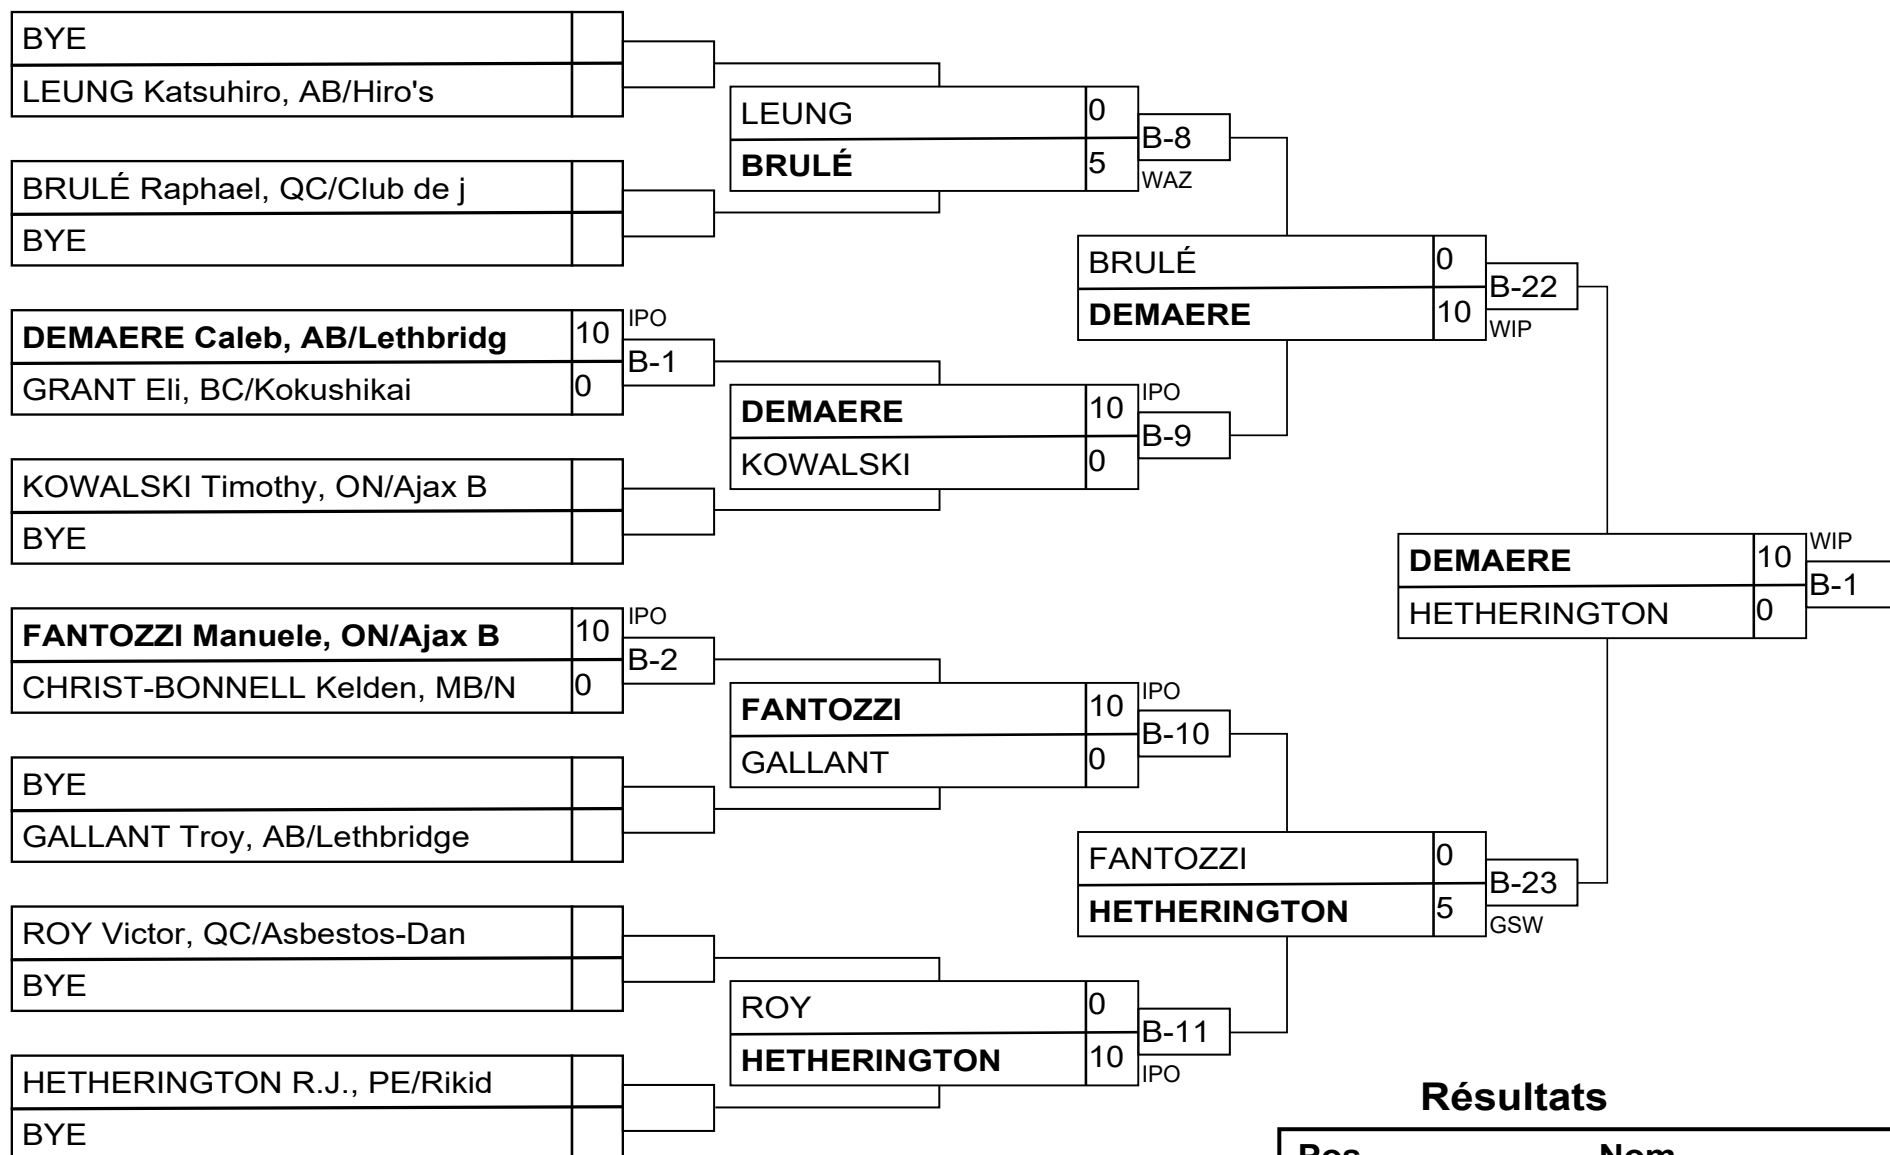 BYE
LEUNG Katsuhiro, AB/Hiro's
BRULÉ Raphael, QC/Club de j
BYE
DEMAERE Caleb, AB/Lethbridg 10 IPO
B-1
GRANT Eli, BC/Kokushikai 0
KOWALSKI Timothy, ON/Ajax B
BYE
FANTOZZI Manuele, ON/Ajax B 10 IPO
B-2
CHRIST-BONNELL Kelden, MB/N 0
BYE
GALLANT Troy, AB/Lethbridge
ROY Victor, QC/Asbestos-Dan
BYE
HETHERINGTON R.J., PE/Rikid
BYE
LEUNG 0
B-8
BRULÉ 5 WAZ
DEMAERE 10 IPO
B-9
KOWALSKI 0
FANTOZZI 10 IPO
B-10
GALLANT 0
ROY 0
B-11
HETHERINGTON 10 IPO
BRULÉ 0
B-22
DEMAERE 10 WIP
FANTOZZI 0
B-23
HETHERINGTON 5 GSW
DEMAERE 10 WIP
B-1
HETHERINGTON 0
Résultats
Pos Nom